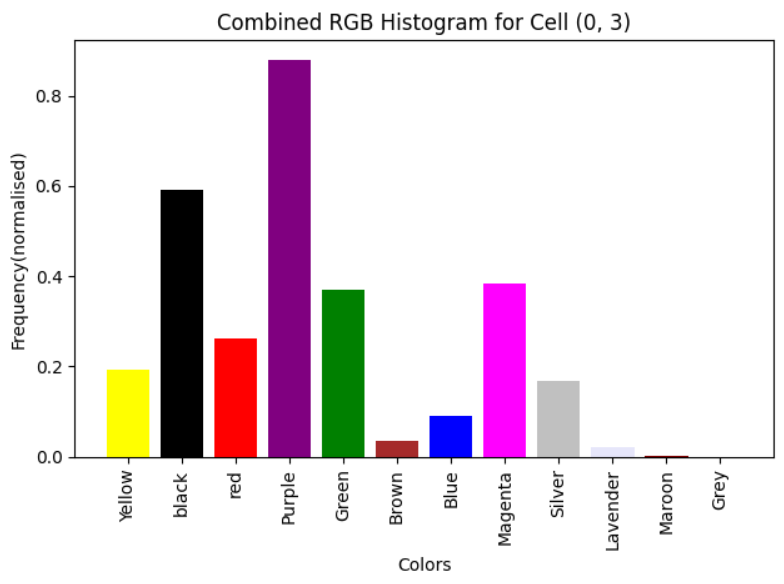 Combined RGB Histogram for Cell (0, 3)
Frequency(normalised)
0.8
0.6
0.4
0.2
0.0
Yellow
black
red
Purple
Green
Brown
Blue
Magenta
Silver
Lavender
Maroon
Grey
Colors